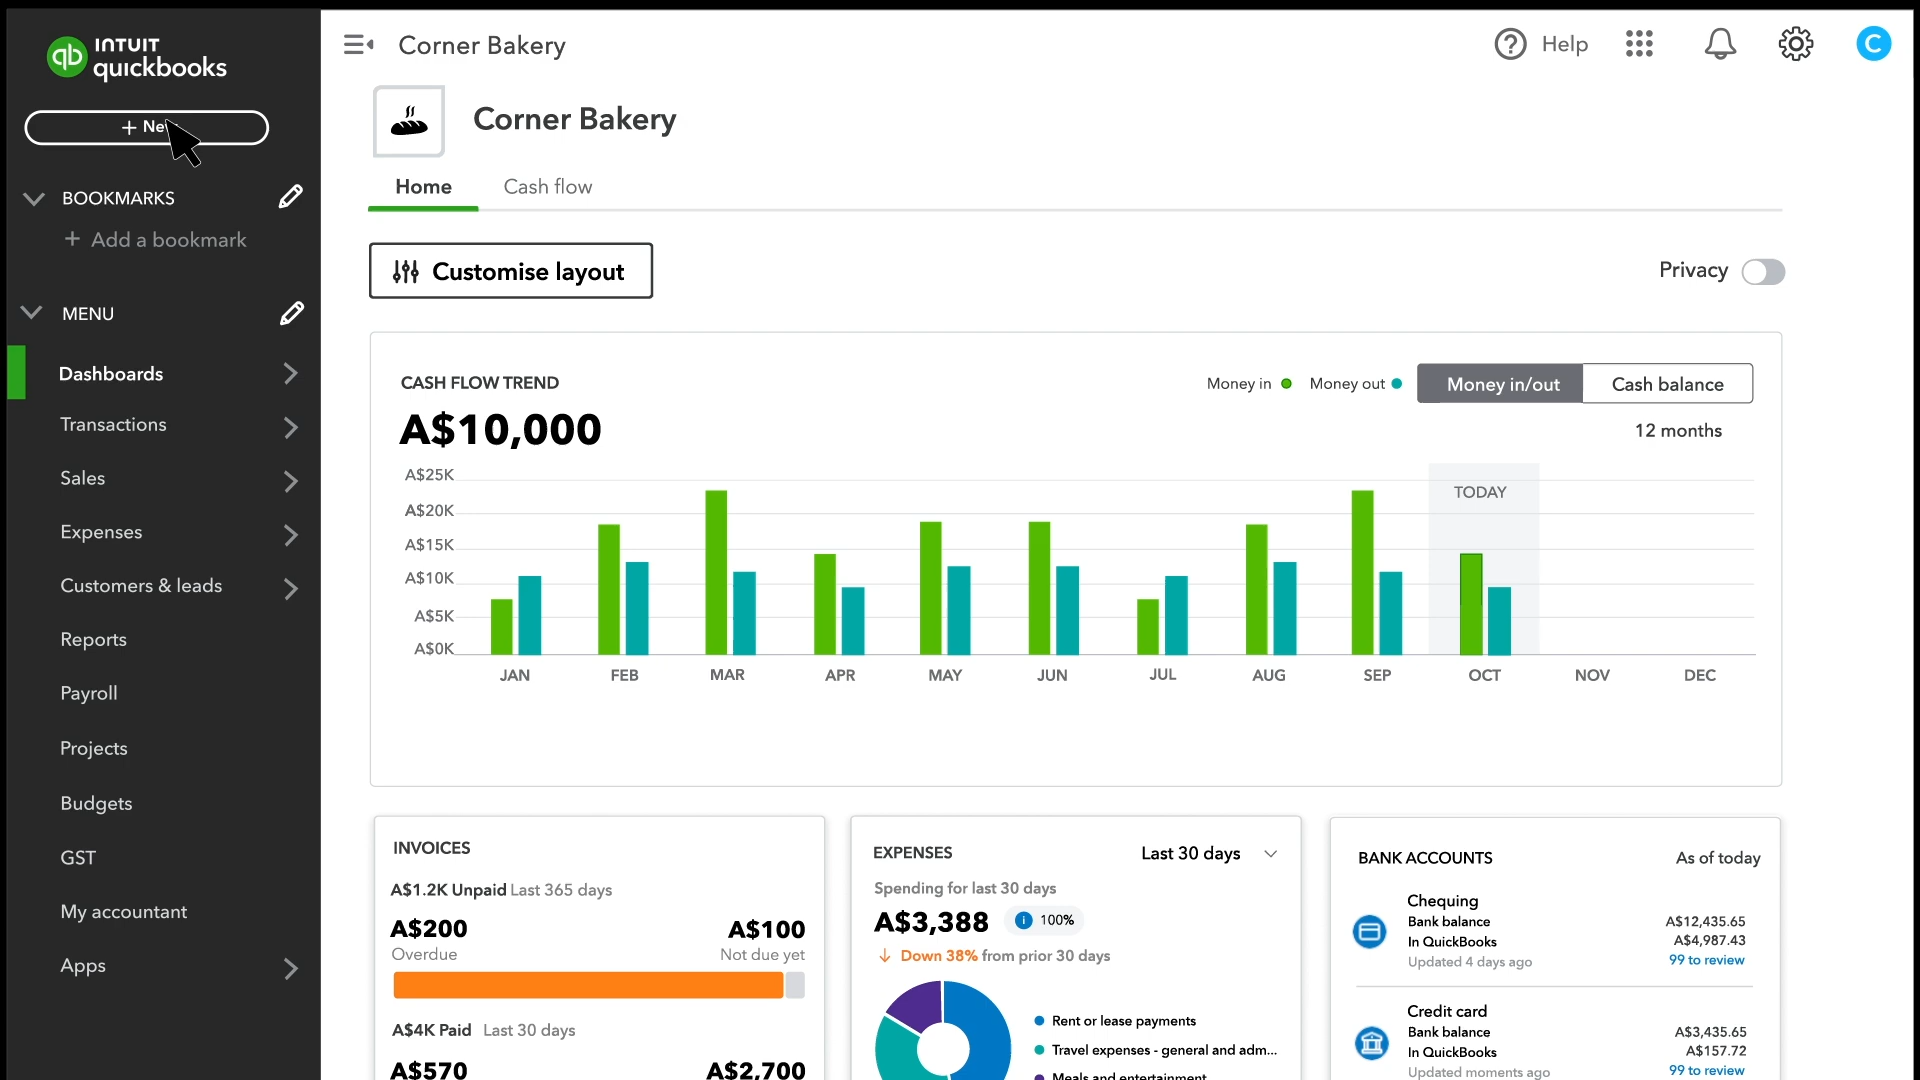 INTUIT
quickbooks
+ New
BOOKMARKS
+ Add a bookmark
MENU
Dashboards
Transactions
Sales
Expenses
Customers & leads
Reports
Payroll
Projects
Budgets
GST
My accountant
Apps
Corner Bakery
Help
C
Corner Bakery
Home
Cash flow
Customise layout
Privacy
CASH FLOW TREND
Money in
Money out
Money in/out
Cash balance
A$10,000
12 months
A$25K
A$20K
A$15K
A$10K
A$5K
A$0K
TODAY
JAN FEB MAR APR MAY JUN JUL AUG SEP OCT NOV DEC
INVOICES
A$1.2K Unpaid Last 365 days
A$200 A$100
Overdue Not due yet
A$4K Paid Last 30 days
A$570 A$2,700
EXPENSES Last 30 days
Spending for last 30 days
A$3,388 100%
Down 38% from prior 30 days
Rent or lease payments
Travel expenses - general and adm...
Meals and entertainment
BANK ACCOUNTS As of today
Chequing
Bank balance A$12,435.65
In QuickBooks A$4,987.43
Updated 4 days ago 99 to review
Credit card
Bank balance A$3,435.65
In QuickBooks A$157.72
Updated moments ago 99 to review